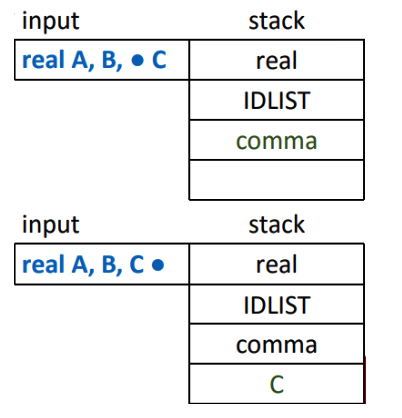 input stack
real A, B, ● C real
IDLIST
comma
input stack
real A, B, C ● real
IDLIST
comma
C